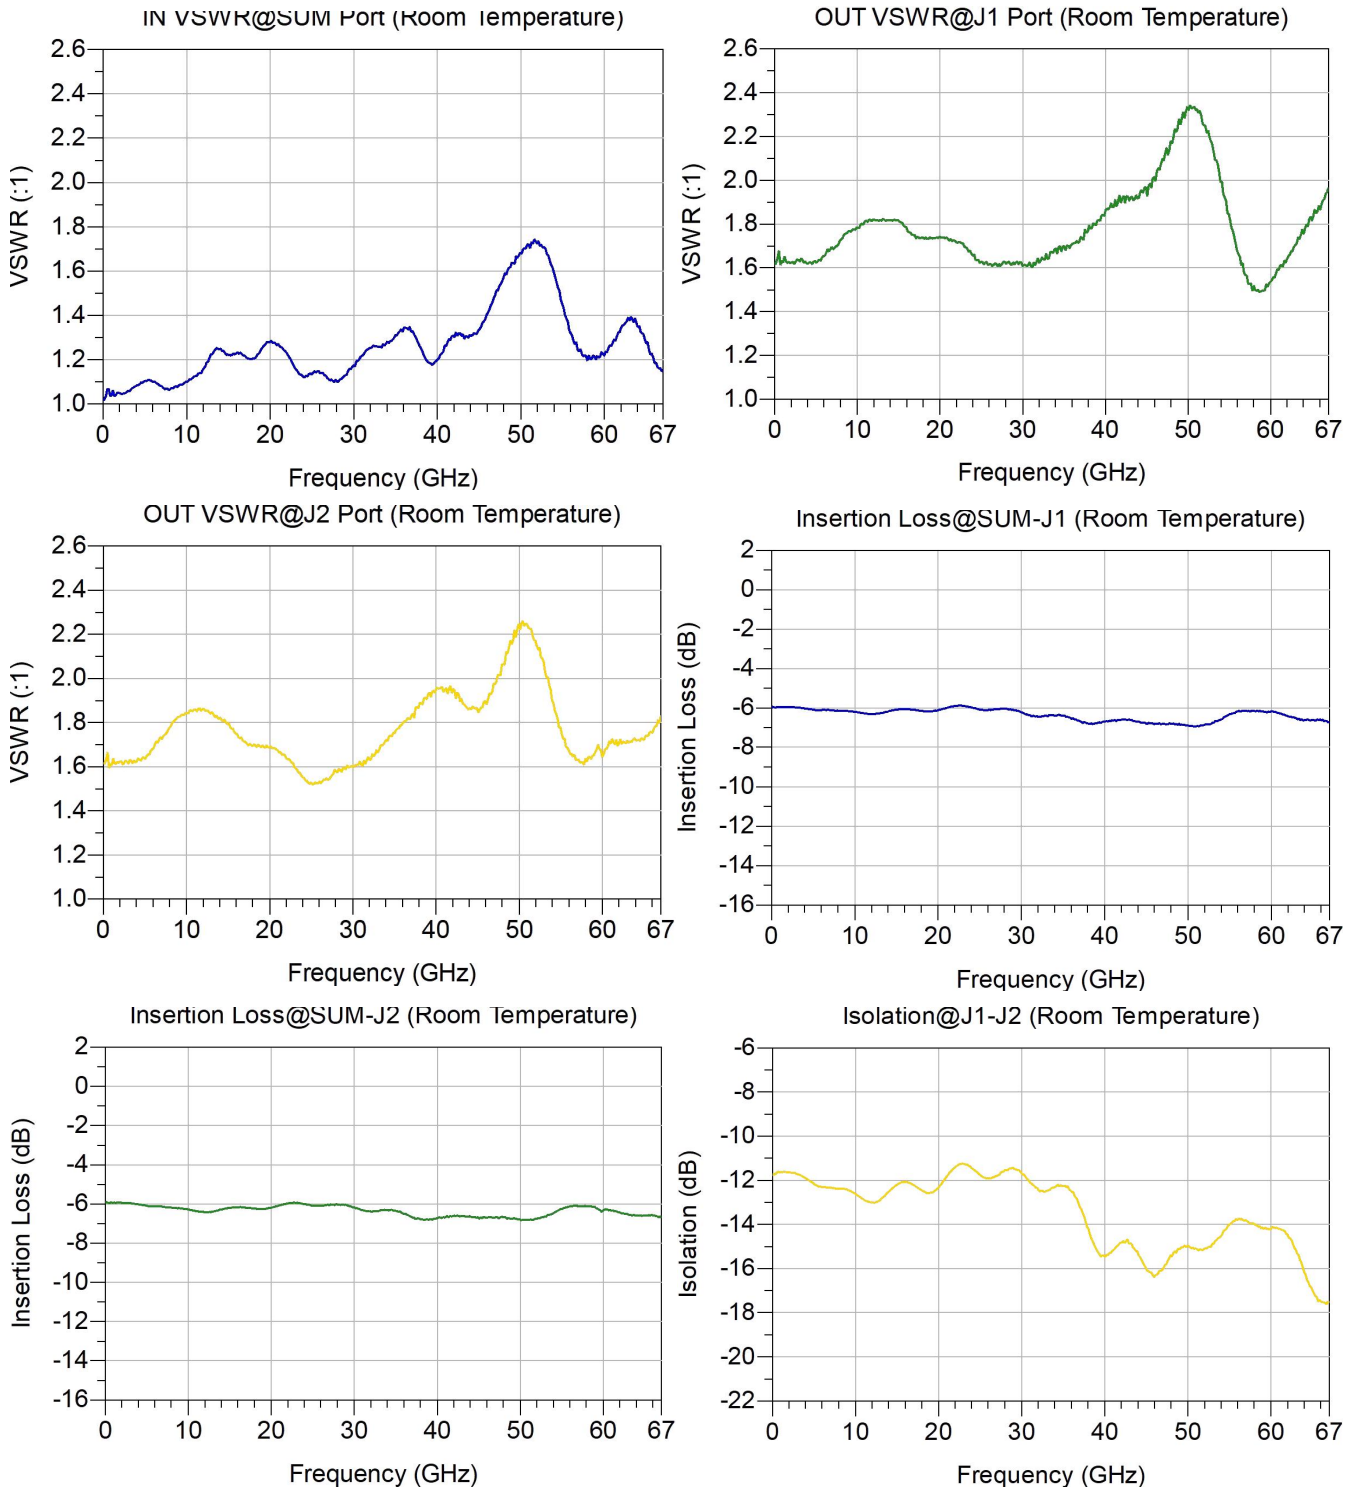 IN VSWR@SUM Port (Room Temperature)
2.6
2.4
2.2
2.0
1.8
1.6
1.4
1.2
1.0
VSWR (:1)
0 10 20 30 40 50 60 67
Frequency (GHz)
OUT VSWR@J1 Port (Room Temperature)
2.6
2.4
2.2
2.0
1.8
1.6
1.4
1.2
1.0
VSWR (:1)
0 10 20 30 40 50 60 67
Frequency (GHz)
OUT VSWR@J2 Port (Room Temperature)
2.6
2.4
2.2
2.0
1.8
1.6
1.4
1.2
1.0
VSWR (:1)
0 10 20 30 40 50 60 67
Frequency (GHz)
Insertion Loss@SUM-J1 (Room Temperature)
2
0
-2
-4
-6
-8
-10
-12
-14
-16
Insertion Loss (dB)
0 10 20 30 40 50 60 67
Frequency (GHz)
Insertion Loss@SUM-J2 (Room Temperature)
2
0
-2
-4
-6
-8
-10
-12
-14
-16
Insertion Loss (dB)
0 10 20 30 40 50 60 67
Frequency (GHz)
Isolation@J1-J2 (Room Temperature)
-6
-8
-10
-12
-14
-16
-18
-20
-22
Isolation (dB)
0 10 20 30 40 50 60 67
Frequency (GHz)